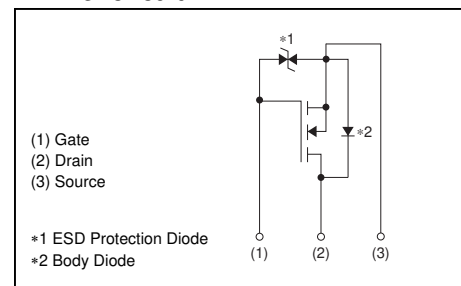 *1
*2
(1) Gate
(2) Drain
(3) Source
*1 ESD Protection Diode
*2 Body Diode
(1) (2) (3)